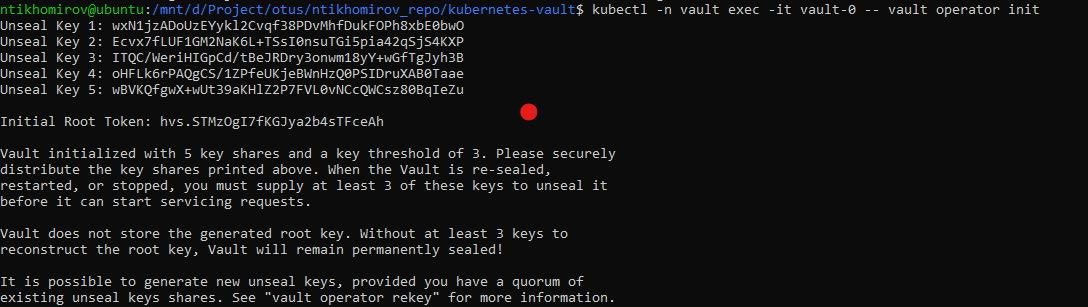 ntikhomirov@ubuntu:/mnt/d/Project/otus/ntikhomirov_repo/kubernetes-vault$ kubectl -n vault exec -it vault-0 -- vault operator init
Unseal Key 1: wxN1jzADoUzEYykl2Cvqf38PDvMhfDukFOPh8xbE0bwO
Unseal Key 2: Ecvx7fLUF1GM2NaK6L+TSsI0nsuTGi5pia42qSjS4KXP
Unseal Key 3: ITQC/WeriHIGpCd/tBeJRDry3onwm18yY+wGfTgJyh3B
Unseal Key 4: oHFLk6rPAQgCS/1ZPfeUKjeBWnHzQ0PSIDruXAB0Taae
Unseal Key 5: wBVKQfgwX+wUt39aKHlZ2P7FVL0vNCcQWCsz80BqIeZu
Initial Root Token: hvs.STMzOgI7fKGJya2b4sTFceAh
Vault initialized with 5 key shares and a key threshold of 3. Please securely
distribute the key shares printed above. When the Vault is re-sealed,
restarted, or stopped, you must supply at least 3 of these keys to unseal it
before it can start servicing requests.
Vault does not store the generated root key. Without at least 3 keys to
reconstruct the root key, Vault will remain permanently sealed!
It is possible to generate new unseal keys, provided you have a quorum of
existing unseal keys shares. See "vault operator rekey" for more information.